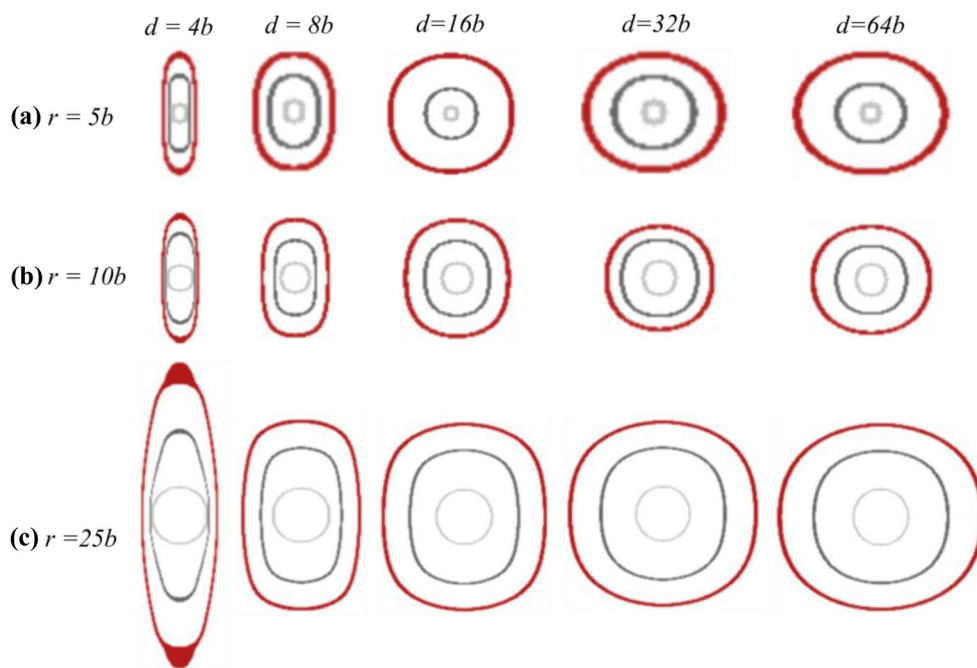 d = 4b d = 8b d=16b d=32b d=64b
(a) r = 5b
(b) r = 10b
(c) r =25b